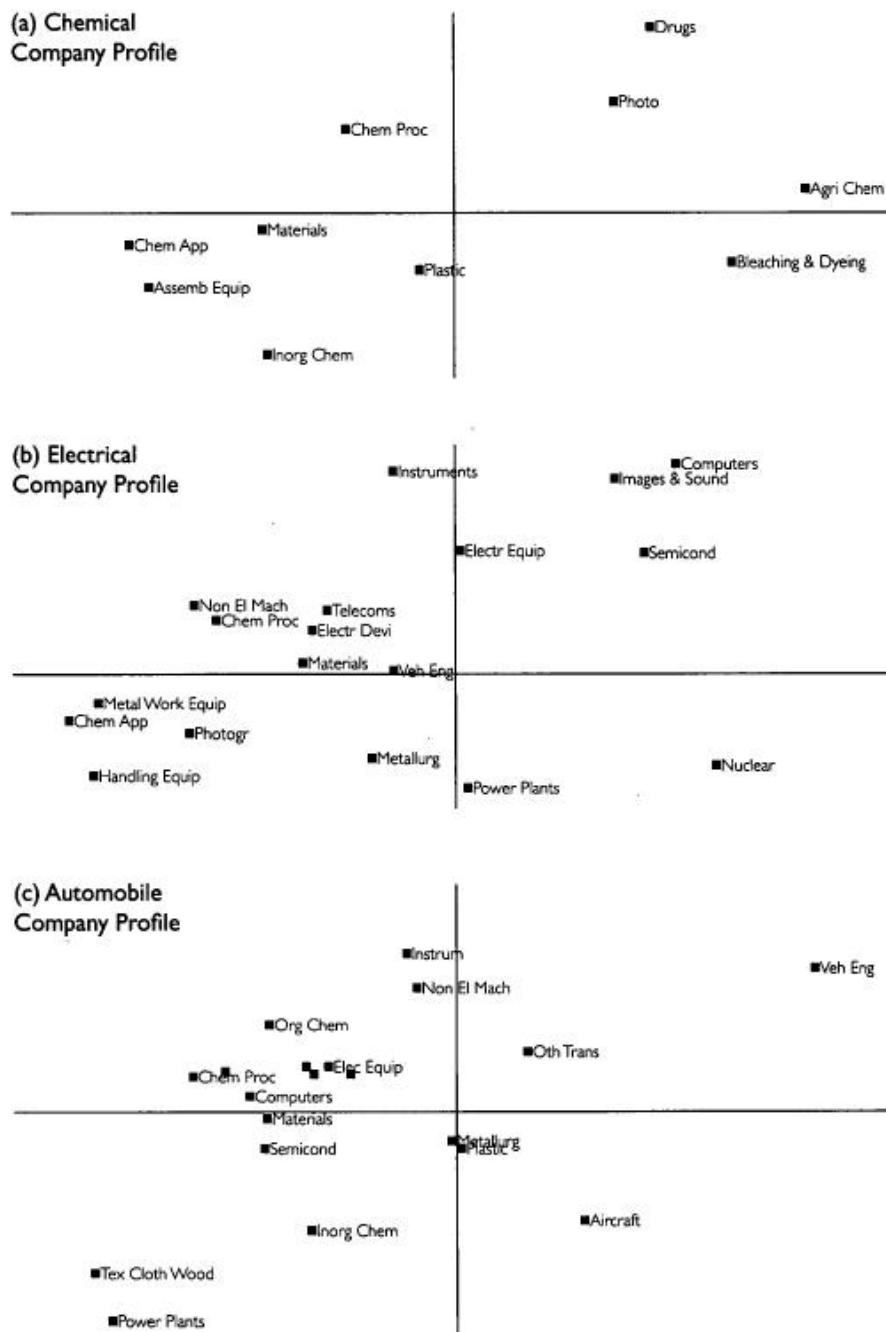 (a) Chemical
Company Profile
Drugs
Photo
Chem Proc
Agri Chem
Materials
Chem App
Bleaching & Dyeing
Plastic
Assemb Equip
Inorg Chem
(b) Electrical
Company Profile
Computers
Instruments
Images & Sound
Electr Equip
Semicond
Non El Mach
Telecoms
Chem Proc
Electr Devi
Materials
Veh Eng
Metal Work Equip
Chem App
Photogr
Metallurg
Nuclear
Handling Equip
Power Plants
(c) Automobile
Company Profile
Instrum
Veh Eng
Non El Mach
Org Chem
Oth Trans
Elec Equip
Chem Proc
Computers
Materials
Metallurg
Semicond
Plastic
Aircraft
Inorg Chem
Tex Cloth Wood
Power Plants